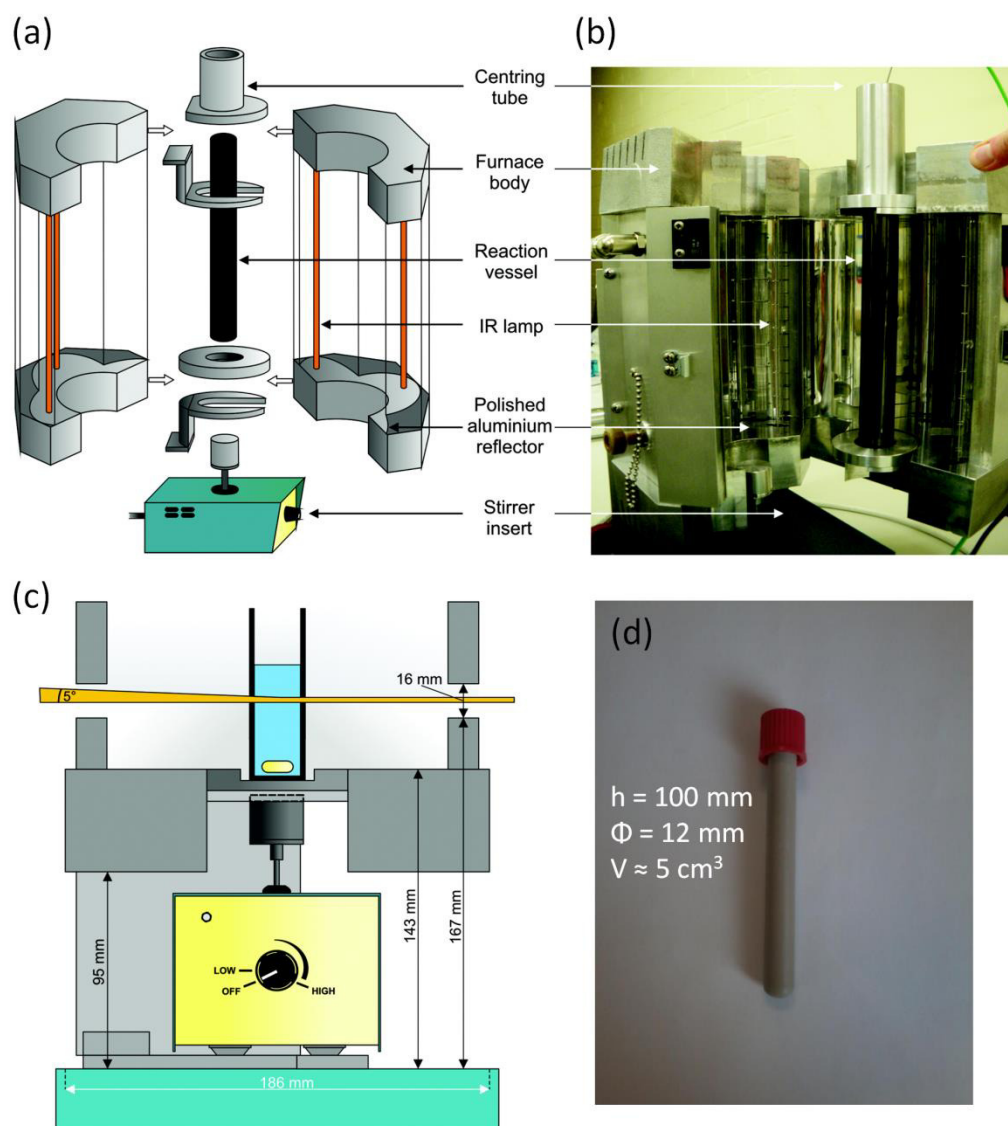 (a)
(b)
Centring
tube
Furnace
body
Reaction
vessel
IR lamp
Polished
aluminium
reflector
Stirrer
insert
(c)
5°
16 mm
95 mm
143 mm
167 mm
LOW
OFF
HIGH
186 mm
(d)
h = 100 mm
Φ = 12 mm
V ≈ 5 cm³